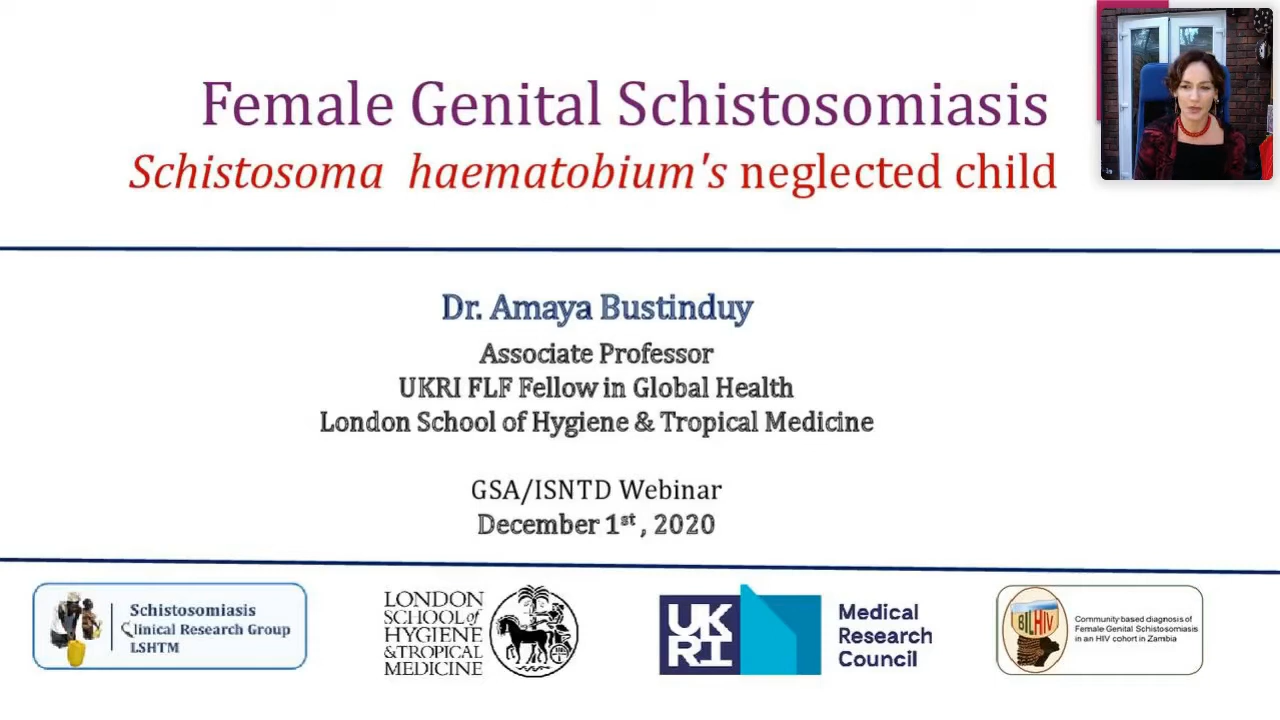 Female Genital Schistosomiasis
Schistosoma haematobium's neglected child
Dr. Amaya Bustinduy
Associate Professor
UKRI FLF Fellow in Global Health
London School of Hygiene & Tropical Medicine
GSA/ISNTD Webinar
December 1st , 2020
Schistosomiasis
Clinical Research Group
LSHTM
LONDON
SCHOOL of
HYGIENE
& TROPICAL
MEDICINE
UK
RI
Medical
Research
Council
BILHIV
Community based diagnosis of
Female Genital Schistosomiasis
in an HIV cohort in Zambia